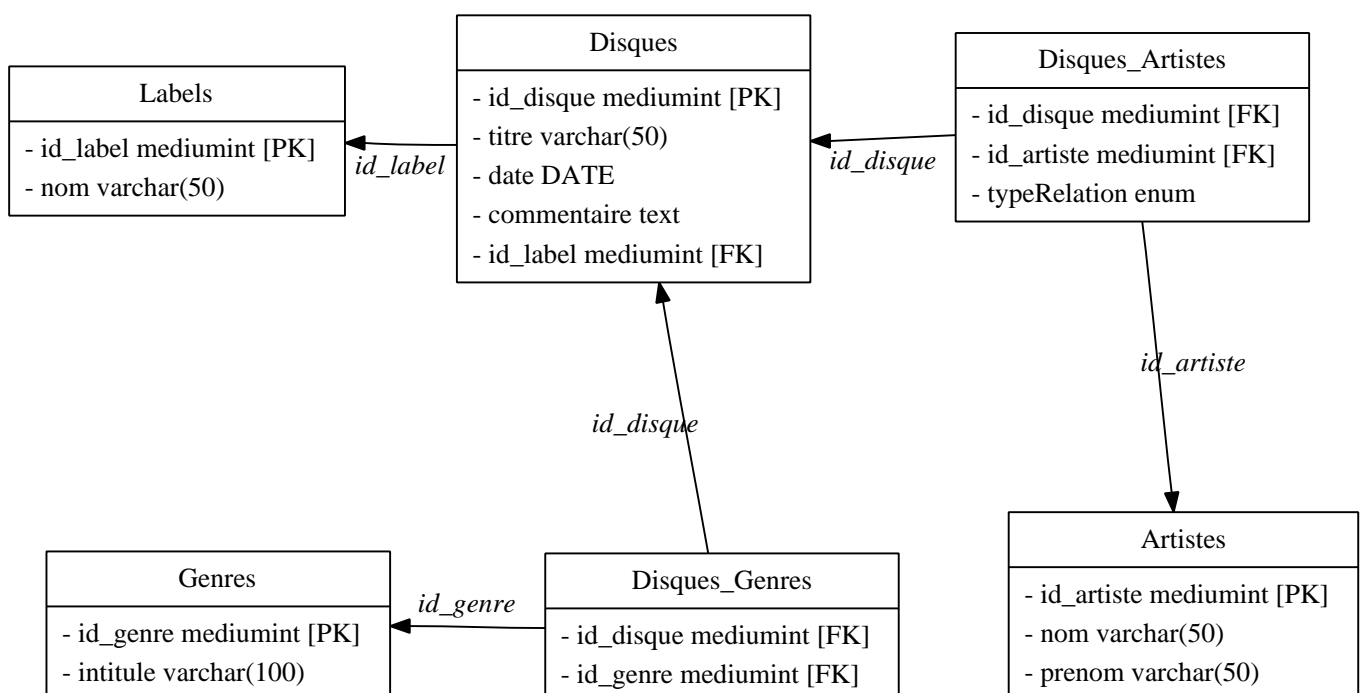 Labels
- id_label mediumint [PK]
- nom varchar(50)
id_label
Disques
- id_disque mediumint [PK]
- titre varchar(50)
- date DATE
- commentaire text
- id_label mediumint [FK]
id_disque
Disques_Artistes
- id_disque mediumint [FK]
- id_artiste mediumint [FK]
- typeRelation enum
id_artiste
id_disque
Genres
- id_genre mediumint [PK]
- intitule varchar(100)
id_genre
Disques_Genres
- id_disque mediumint [FK]
- id_genre mediumint [FK]
Artistes
- id_artiste mediumint [PK]
- nom varchar(50)
- prenom varchar(50)